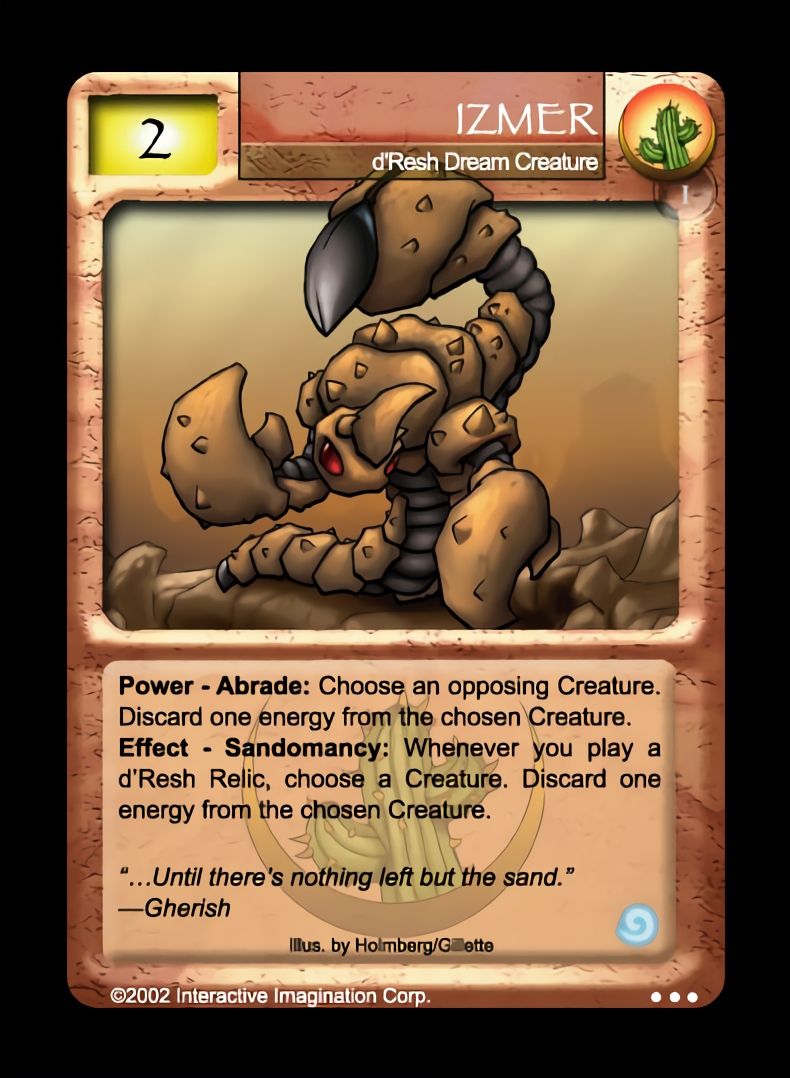 2
IZMER
d'Resh Dream Creature
1
Power - Abrade: Choose an opposing Creature.
Discard one energy from the chosen Creature.
Effect - Sandomancy: Whenever you play a
d'Resh Relic, choose a Creature. Discard one
energy from the chosen Creature.
"…Until there's nothing left but the sand."
—Gherish
Illus. by Holmberg/Gillette
©2002 Interactive Imagination Corp.